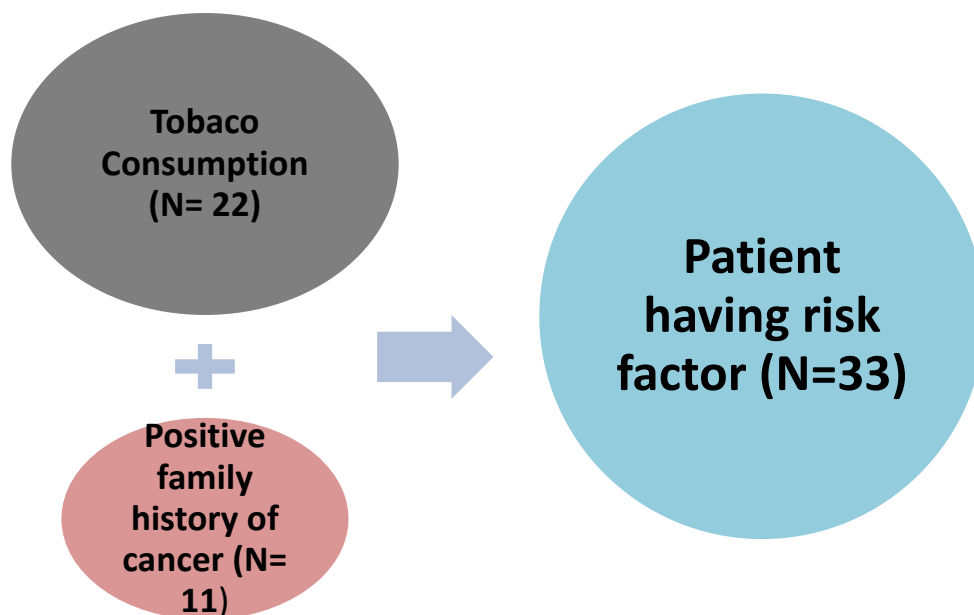 Tobaco
Consumption
(N= 22)
Positive
family
history of
cancer (N=
11)
Patient
having risk
factor (N=33)